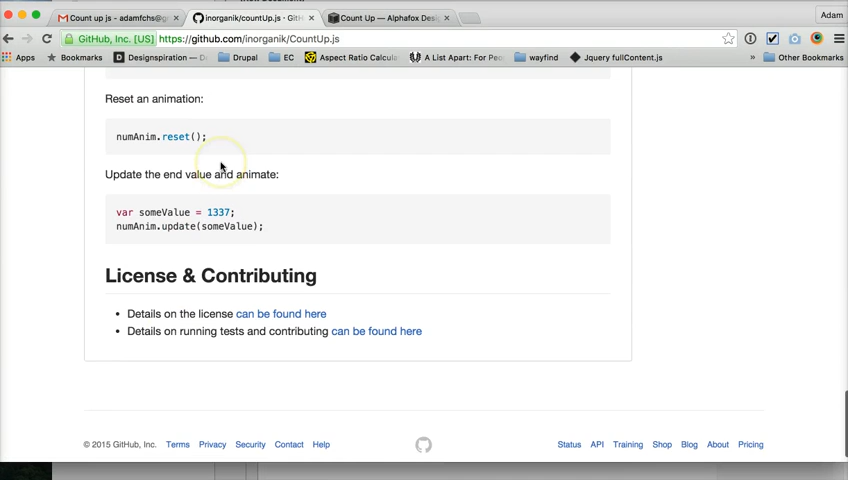 Count up js - adamfchs@g
inorganik/countUp.js · GitH
Count Up — Alphafox Desig
Adam
GitHub, Inc. [US] https://github.com/inorganik/CountUp.js
Apps Bookmarks Designspiration — D Drupal EC Aspect Ratio Calcula A List Apart: For Peo wayfind Jquery fullContent.js » Other Bookmarks
Reset an animation:
numAnim.reset();
Update the end value and animate:
var someValue = 1337;
numAnim.update(someValue);
License & Contributing
• Details on the license can be found here
• Details on running tests and contributing can be found here
© 2015 GitHub, Inc. Terms Privacy Security Contact Help Status API Training Shop Blog About Pricing